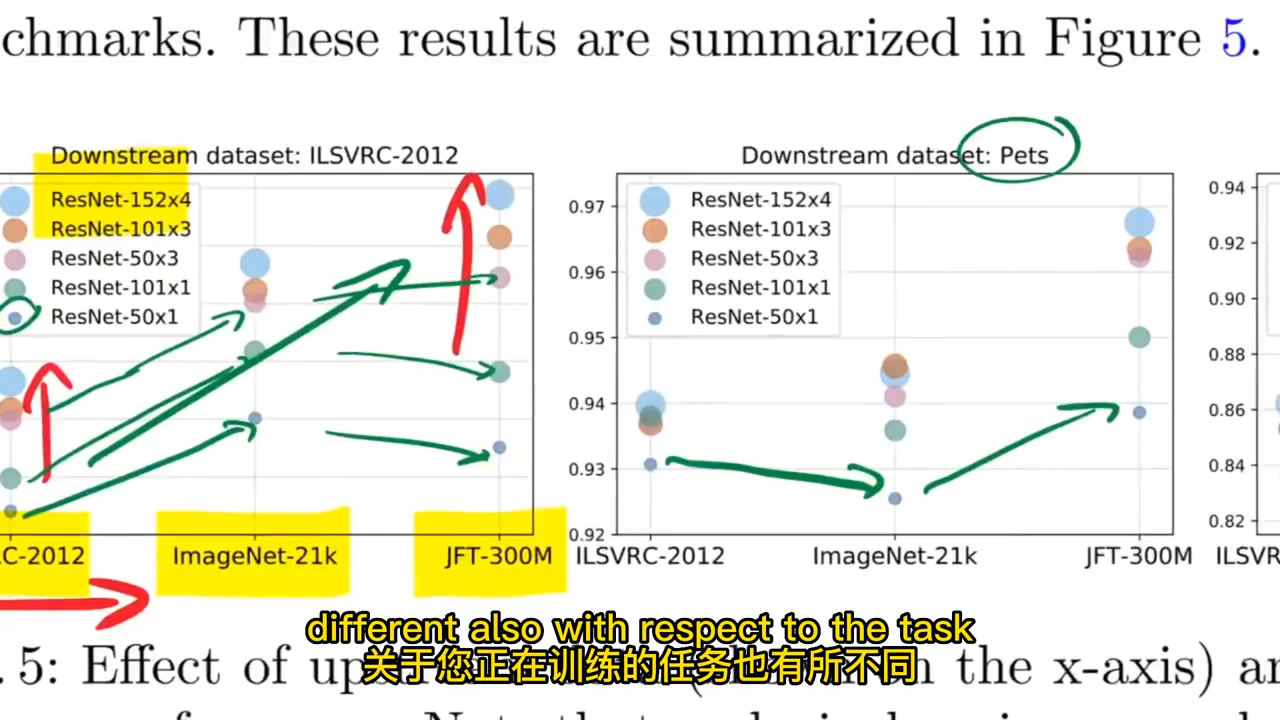 chmarks. These results are summarized in Figure 5.
Downstream dataset: ILSVRC-2012
ResNet-152x4
ResNet-101x3
ResNet-50x3
ResNet-101x1
ResNet-50x1
C-2012
ImageNet-21k
JFT-300M
Downstream dataset: Pets
0.97
0.96
0.95
0.94
0.93
0.92
ResNet-152x4
ResNet-101x3
ResNet-50x3
ResNet-101x1
ResNet-50x1
ILSVRC-2012
ImageNet-21k
JFT-300M
0.94
0.92
0.90
0.88
0.86
0.84
0.82
ILSVR
different also with respect to the task
关于您正在训练的任务也有所不同
. 5: Effect of the x-axis) an